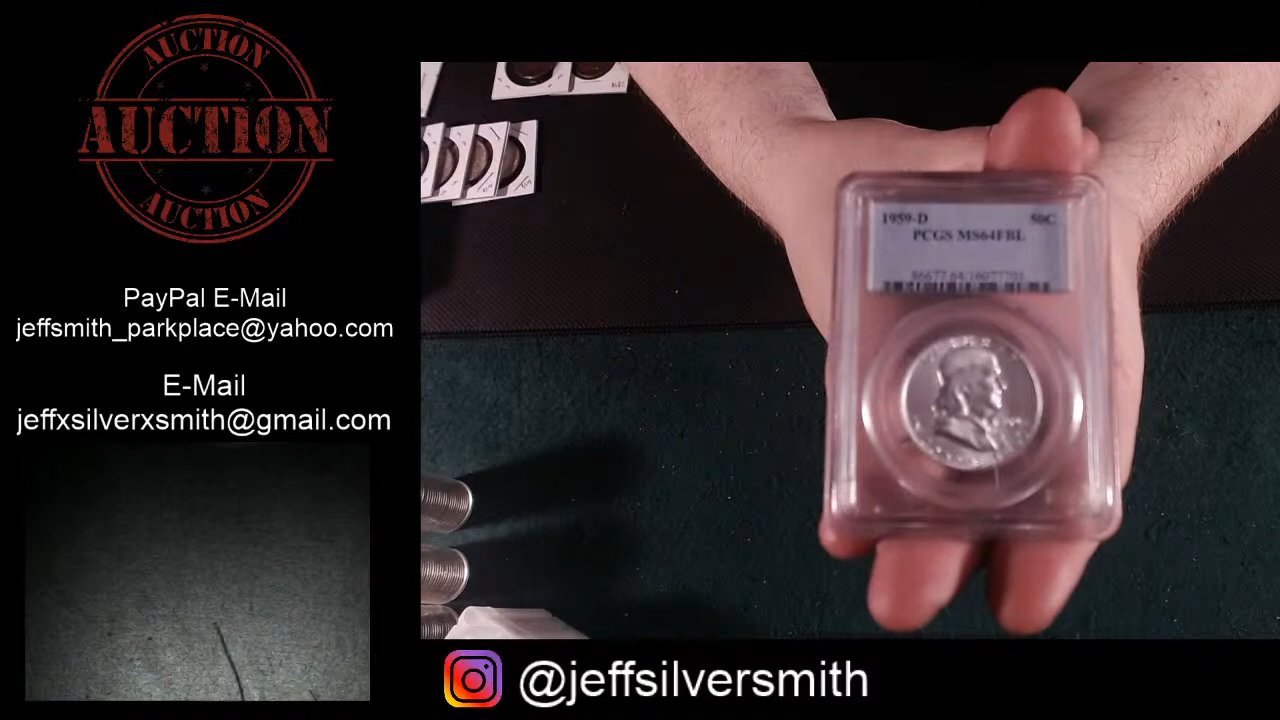 AUCTION
AUCTION
AUCTION
PayPal E-Mail
jeffsmith_parkplace@yahoo.com
E-Mail
jeffxsilverxsmith@gmail.com
1959-D 50C
PCGS MS64FBL
@jeffsilversmith